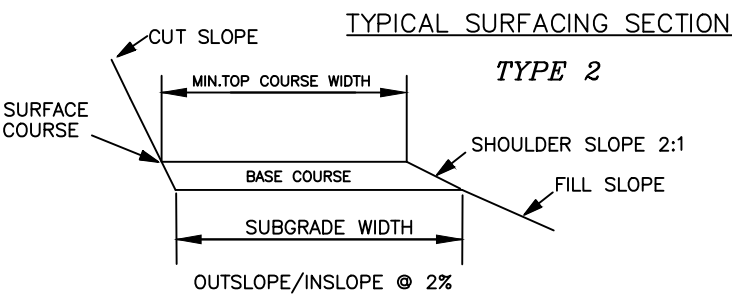 TYPICAL SURFACING SECTION
TYPE 2
CUT SLOPE
MIN.TOP COURSE WIDTH
SURFACE
COURSE
SHOULDER SLOPE 2:1
BASE COURSE
FILL SLOPE
SUBGRADE WIDTH
OUTSLOPE/INSLOPE @ 2%